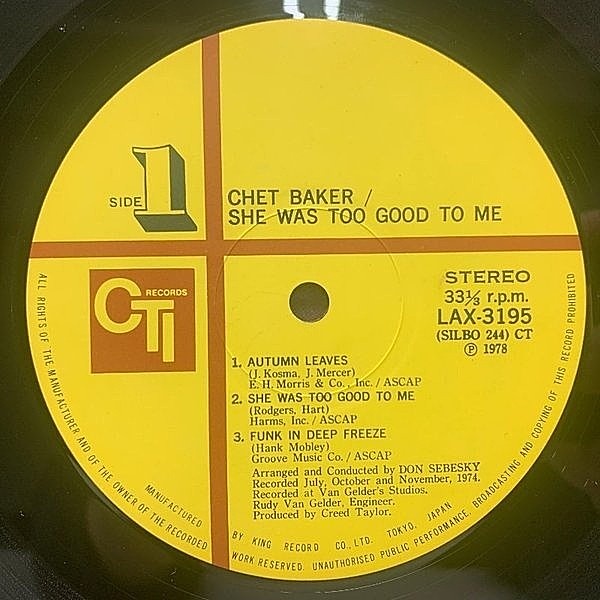 SIDE 1
CHET BAKER /
SHE WAS TOO GOOD TO ME
CTI RECORDS
STEREO
33⅓ r.p.m.
LAX-3195
(SILBO 244) CT
Ⓟ 1978
1. AUTUMN LEAVES
(J. Kosma, J. Mercer)
E. H. Morris & Co., Inc./ASCAP
2. SHE WAS TOO GOOD TO ME
(Rodgers, Hart)
Harms, Inc./ASCAP
3. FUNK IN DEEP FREEZE
(Hank Mobley)
Groove Music Co./ASCAP
Arranged and Conducted by DON SEBESKY
Recorded July, October and November, 1974.
Recorded at Van Gelder's Studios.
Rudy Van Gelder, Engineer.
Produced by Creed Taylor.
MANUFACTURED BY KING RECORD CO., LTD. TOKYO, JAPAN
ALL RIGHTS OF THE MANUFACTURER AND OF THE OWNER OF THE RECORDED WORK RESERVED. UNAUTHORISED PUBLIC PERFORMANCE, BROADCASTING AND COPYING OF THIS RECORD PROHIBITED